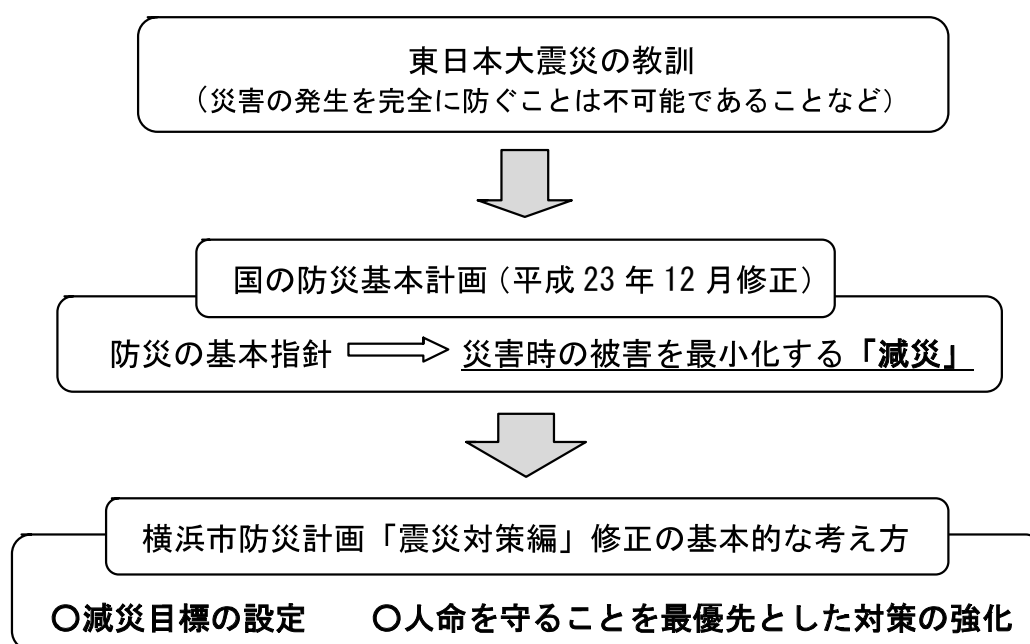 東日本大震災の教訓
（災害の発生を完全に防ぐことは不可能であることなど）
国の防災基本計画（平成 23 年 12 月修正）
防災の基本指針 災害時の被害を最小化する「減災」
横浜市防災計画「震災対策編」修正の基本的な考え方
○減災目標の設定 ○人命を守ることを最優先とした対策の強化